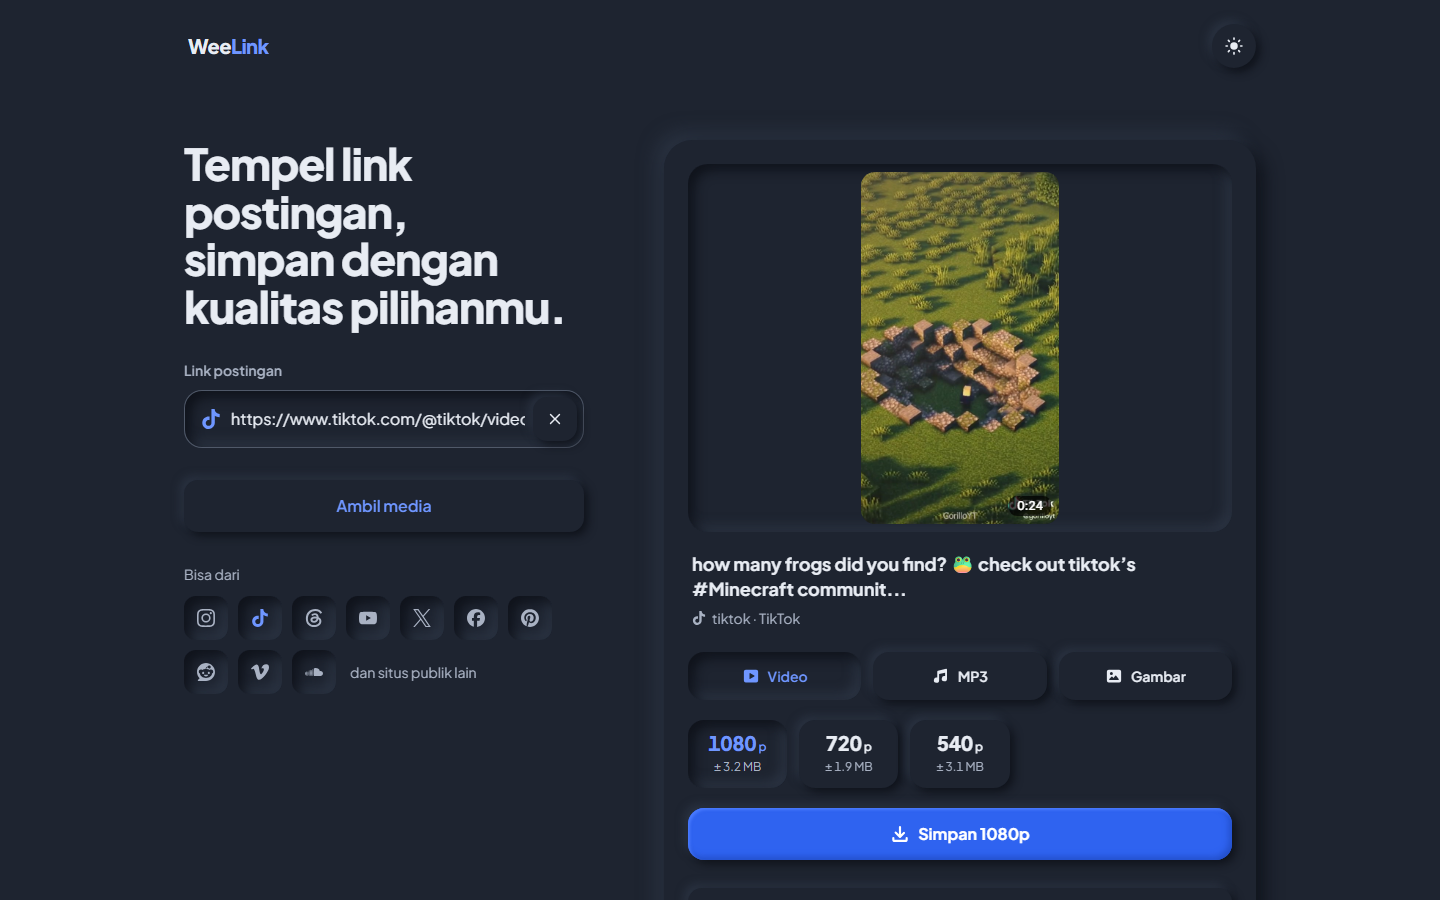 WeeLink
Tempel link
postingan,
simpan dengan
kualitas pilihanmu.
Link postingan
https://www.tiktok.com/@tiktok/video
Ambil media
Bisa dari
dan situs publik lain
GorilloYT
0:24
how many frogs did you find? 🐸 check out tiktok’s
#Minecraft communit...
tiktok · TikTok
Video
MP3
Gambar
1080p
±3.2 MB
720p
±1.9 MB
540p
±3.1 MB
Simpan 1080p